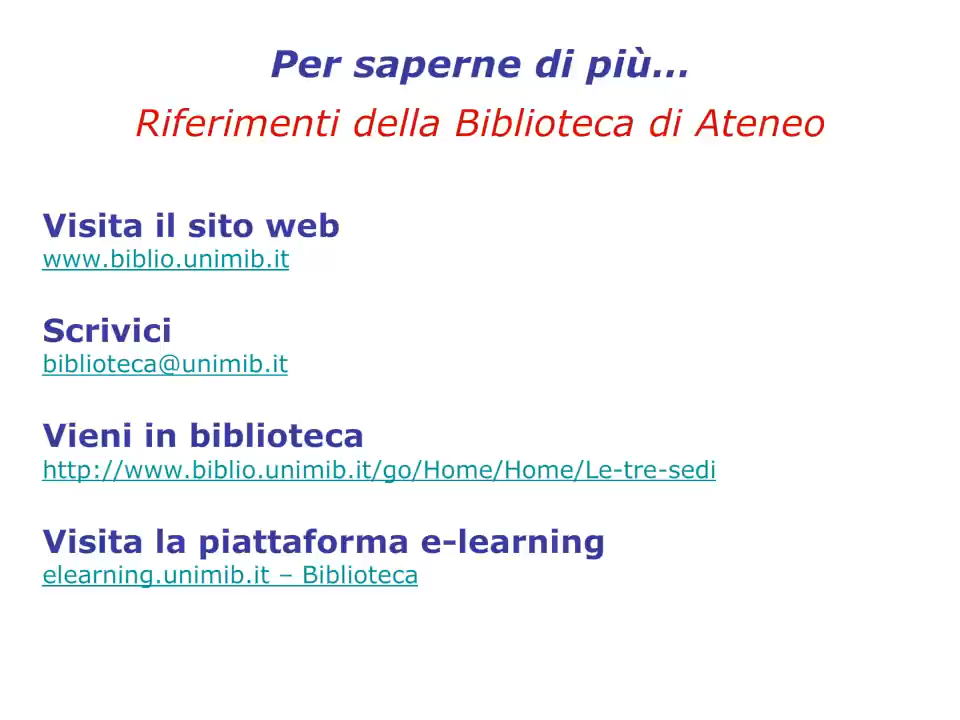 Per saperne di più…
Riferimenti della Biblioteca di Ateneo
Visita il sito web
www.biblio.unimib.it
Scrivici
biblioteca@unimib.it
Vieni in biblioteca
http://www.biblio.unimib.it/go/Home/Home/Le-tre-sedi
Visita la piattaforma e-learning
elearning.unimib.it – Biblioteca